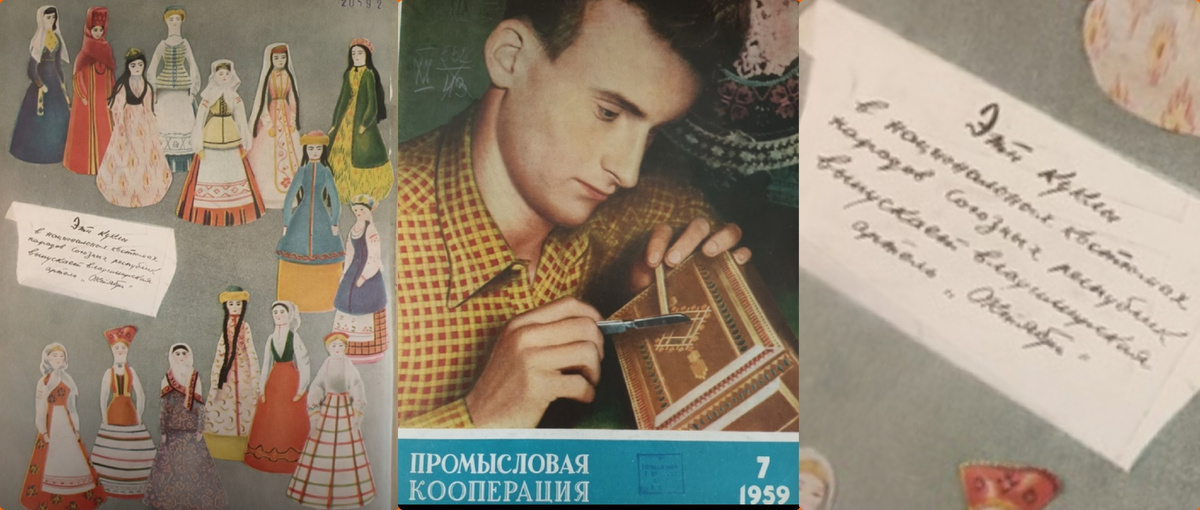 Эти куклы
в национальных костюмах
народов союзных республик
выпускает владимирская
артель „Октябрь"
ПРОМЫСЛОВАЯ
КООПЕРАЦИЯ
7
1959
Эти куклы
в национальных костюмах
народов союзных республик
выпускает владимирская
артель „Октябрь"